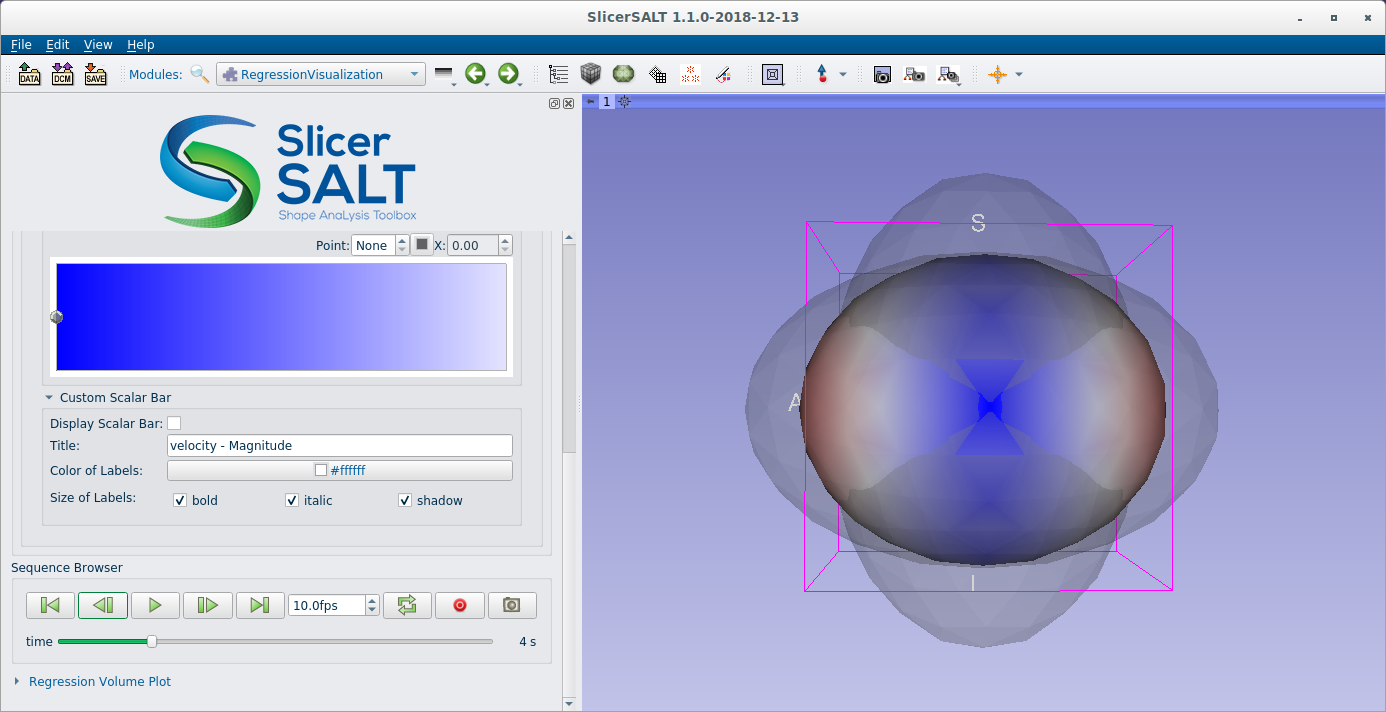 SlicerSALT 1.1.0-2018-12-13
File Edit View Help
DATA DCM SAVE Modules: RegressionVisualization
1
Slicer
SALT
Shape AnaLysis Toolbox
Point: None X: 0.00
Custom Scalar Bar
Display Scalar Bar:
Title: velocity - Magnitude
Color of Labels: #ffffff
Size of Labels: bold italic shadow
Sequence Browser
10.0fps
time 4 s
Regression Volume Plot
S
A
I